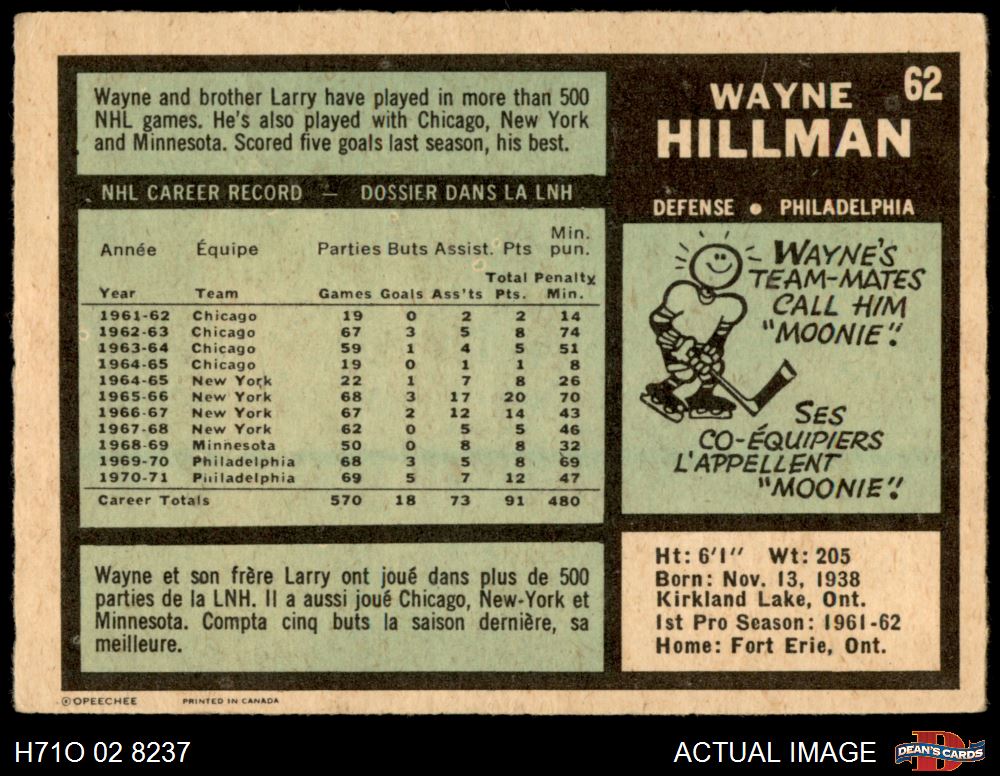 Wayne and brother Larry have played in more than 500
NHL games. He's also played with Chicago, New York
and Minnesota. Scored five goals last season, his best.
62
WAYNE
HILLMAN
DEFENSE • PHILADELPHIA
NHL CAREER RECORD — DOSSIER DANS LA LNH
Min.
Année Équipe Parties Buts Assist. Pts pun.
Total Penalty
Year Team Games Goals Ass'ts Pts. Min.
1961-62 Chicago 19 0 2 2 14
1962-63 Chicago 67 3 5 8 74
1963-64 Chicago 59 1 4 5 51
1964-65 Chicago 19 0 1 1 8
1964-65 New York 22 1 7 8 26
1965-66 New York 68 3 17 20 70
1966-67 New York 67 2 12 14 43
1967-68 New York 62 0 5 5 46
1968-69 Minnesota 50 0 8 8 32
1969-70 Philadelphia 68 3 5 8 69
1970-71 Philadelphia 69 5 7 12 47
Career Totals 570 18 73 91 480
WAYNE'S
TEAM-MATES
CALL HIM
"MOONIE"!
SES
CO-ÉQUIPIERS
L'APPELLENT
"MOONIE"!
Wayne et son frère Larry ont joué dans plus de 500
parties de la LNH. Il a aussi joué Chicago, New-York et
Minnesota. Compta cinq buts la saison dernière, sa
meilleure.
Ht: 6'1" Wt: 205
Born: Nov. 13, 1938
Kirkland Lake, Ont.
1st Pro Season: 1961-62
Home: Fort Erie, Ont.
OPEECHEE PRINTED IN CANADA
H71O 02 8237 ACTUAL IMAGE D DEAN'S CARDS